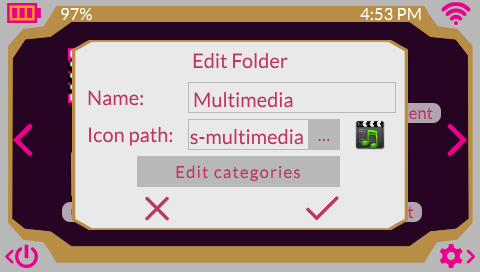 97%
4:53 PM
Edit Folder
Name: Multimedia
Icon path: s-multimedia ...
ent
Edit categories
t